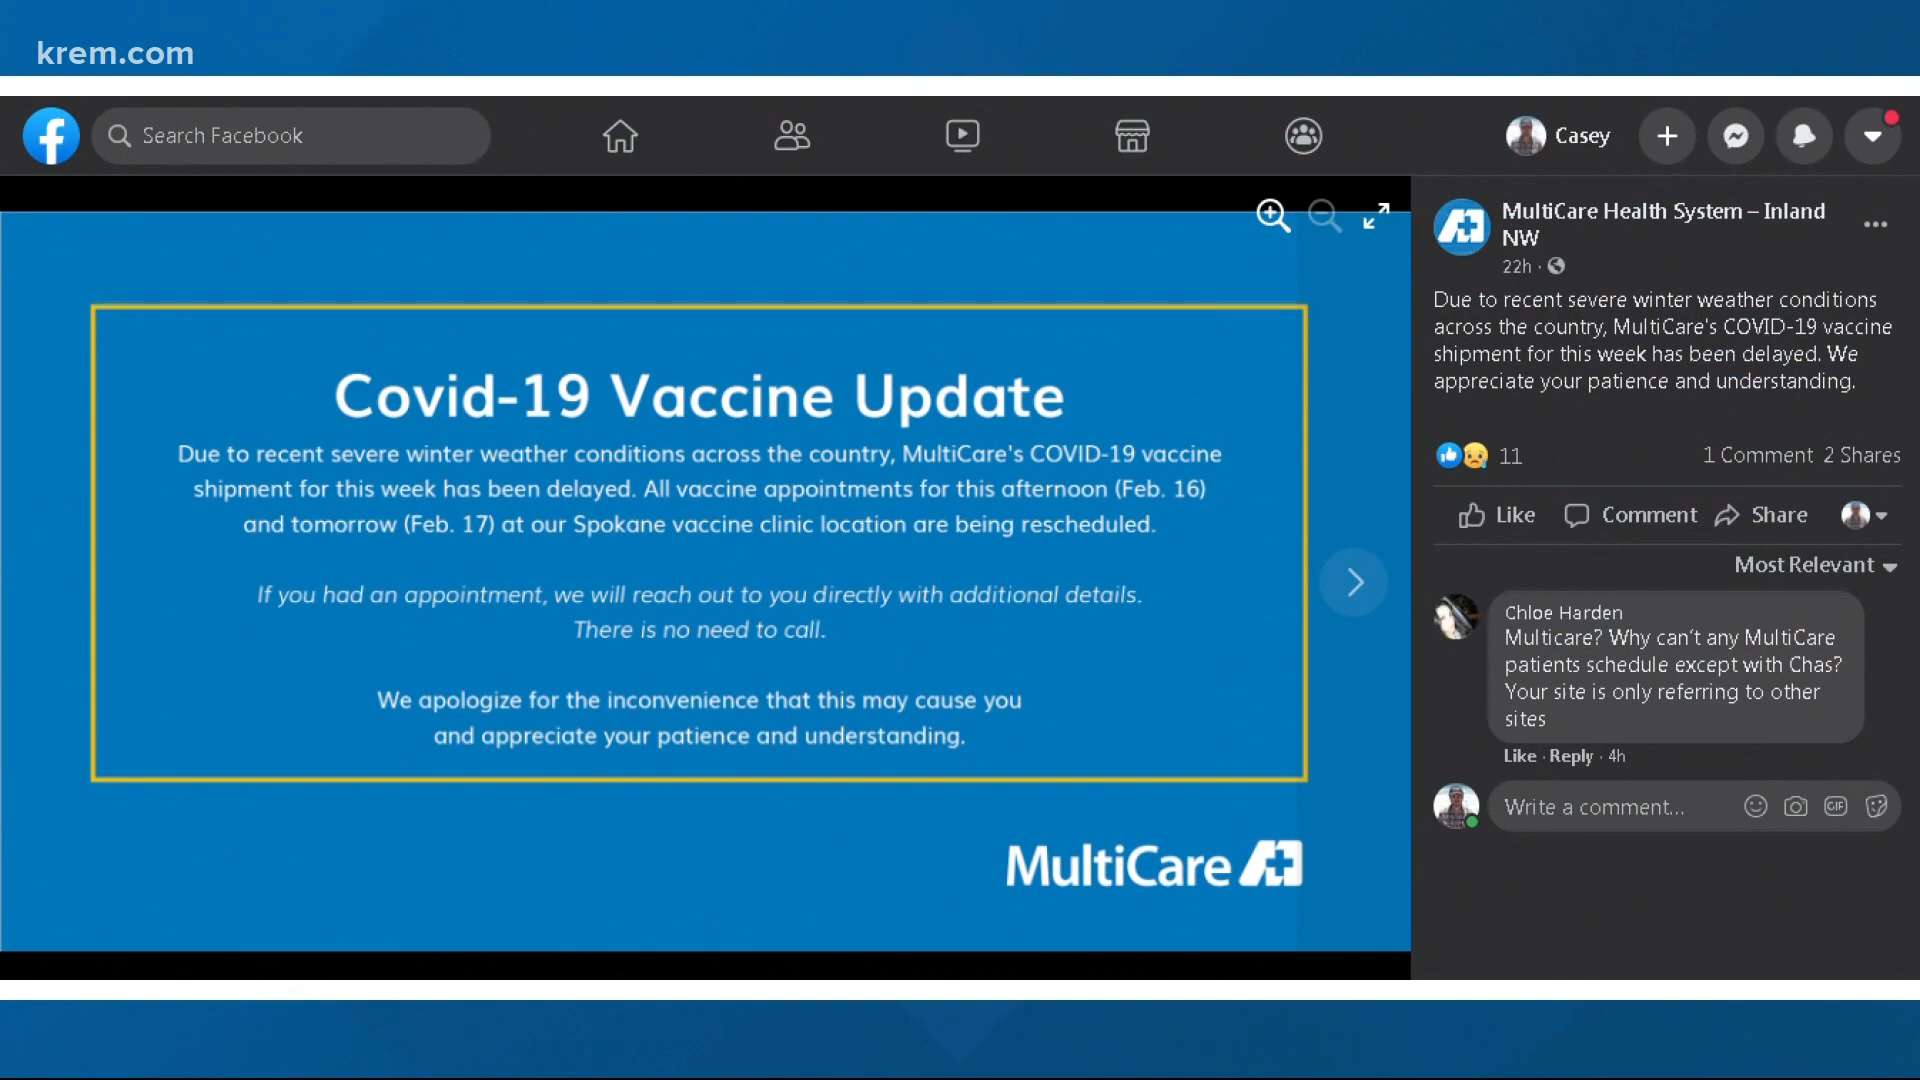 krem.com
Search Facebook
Casey
Covid-19 Vaccine Update
Due to recent severe winter weather conditions across the country, MultiCare's COVID-19 vaccine
shipment for this week has been delayed. All vaccine appointments for this afternoon (Feb. 16)
and tomorrow (Feb. 17) at our Spokane vaccine clinic location are being rescheduled.
If you had an appointment, we will reach out to you directly with additional details.
There is no need to call.
We apologize for the inconvenience that this may cause you
and appreciate your patience and understanding.
MultiCare
MultiCare Health System – Inland
NW
22h ·
Due to recent severe winter weather conditions
across the country, MultiCare's COVID-19 vaccine
shipment for this week has been delayed. We
appreciate your patience and understanding.
11 1 Comment 2 Shares
Like Comment Share
Most Relevant
Chloe Harden
Multicare? Why can't any MultiCare
patients schedule except with Chas?
Your site is only referring to other
sites
Like · Reply · 4h
Write a comment...
GIF